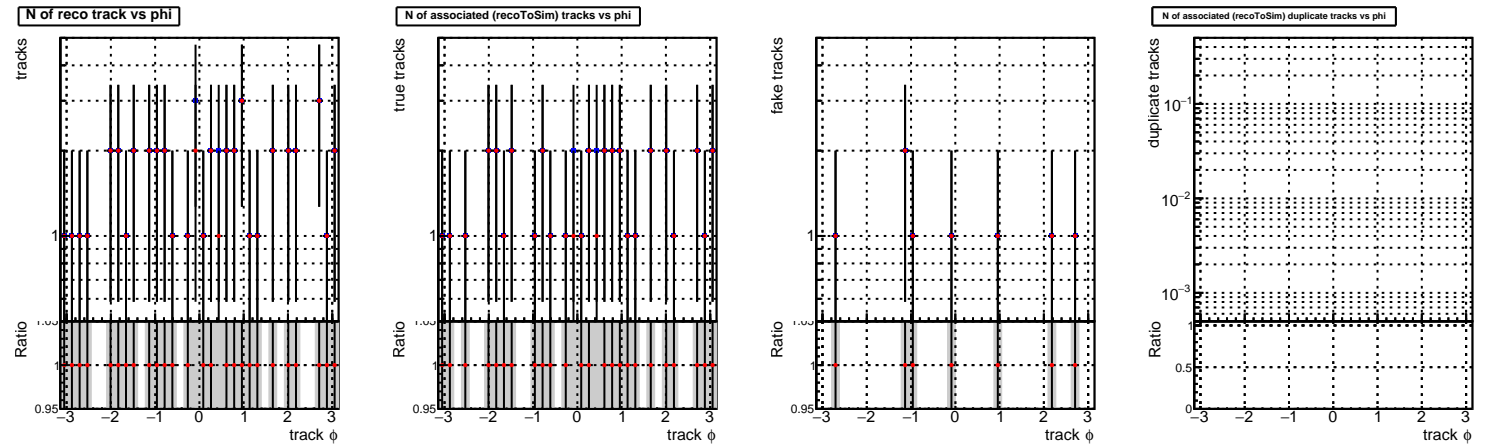 N of reco track vs phi
tracks
1
Ratio
1
0.95
−3 −2 −1 0 1 2 3
track ϕ
N of associated (recoToSim) tracks vs phi
true tracks
1
Ratio
1
0.95
−3 −2 −1 0 1 2 3
track ϕ
fake tracks
1
Ratio
1
0.95
−3 −2 −1 0 1 2 3
track ϕ
N of associated (recoToSim) duplicate tracks vs phi
duplicate tracks
10−1
10−2
10−3
Ratio
1
0.5
0
−3 −2 −1 0 1 2 3
track ϕ